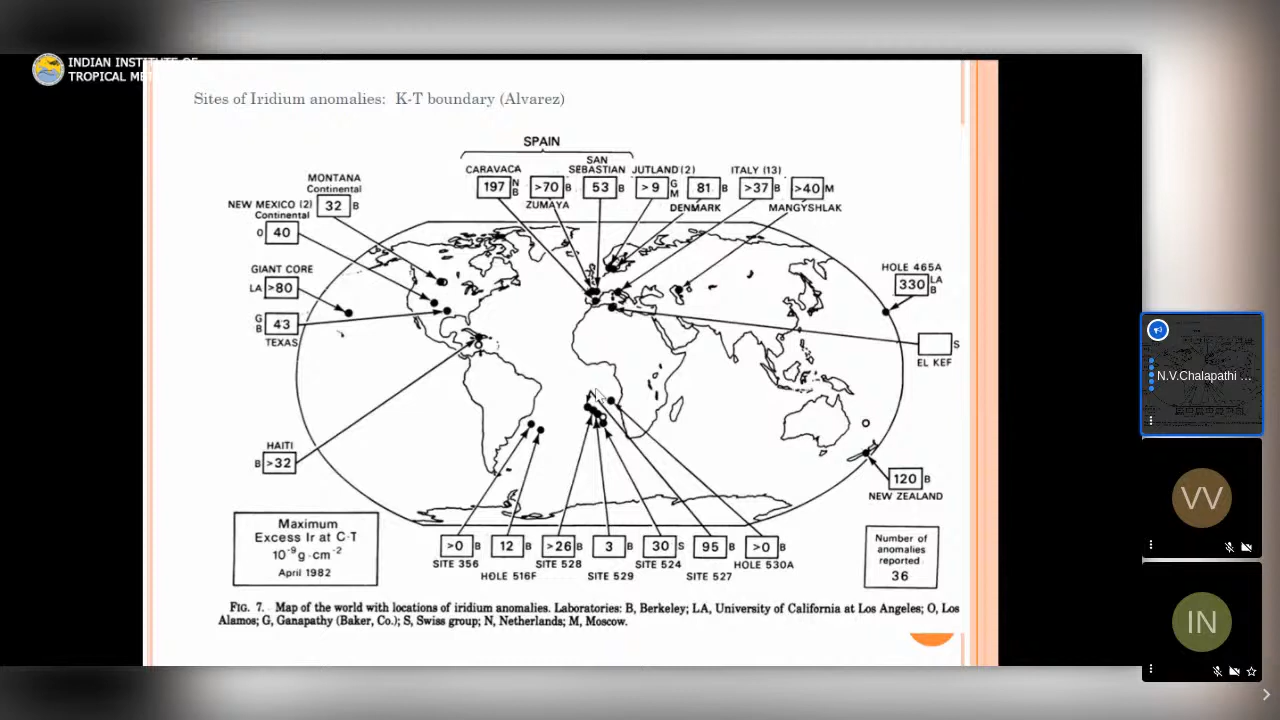 INDIAN INSTITUTE OF
TROPICAL ME
Sites of Iridium anomalies: K-T boundary (Alvarez)
SPAIN
CARAVACA
197 N B
>70 B
ZUMAYA
SAN SEBASTIAN
53 B
JUTLAND (2)
>9 G M
81 B
DENMARK
ITALY (13)
>37 B
>40 M
MANGYSHLAK
MONTANA
Continental
32 B
NEW MEXICO (2)
Continental
O 40
GIANT CORE
LA >80
G B 43
TEXAS
HAITI
B >32
HOLE 465A
330 LA B
S
EL KEF
120 B
NEW ZEALAND
>0 B
SITE 356
12 B
HOLE 516F
>26 B
SITE 528
3 B
SITE 529
30 S
SITE 524
95 B
SITE 527
>0 B
HOLE 530A
Maximum
Excess Ir at C-T
10⁻⁹g·cm⁻²
April 1982
Number of
anomalies
reported
36
FIG. 7. Map of the world with locations of iridium anomalies. Laboratories: B, Berkeley; LA, University of California at Los Angeles; O, Los
Alamos; G, Ganapathy (Baker, Co.); S, Swiss group; N, Netherlands; M, Moscow.
N.V.Chalapathi ...
VV
IN